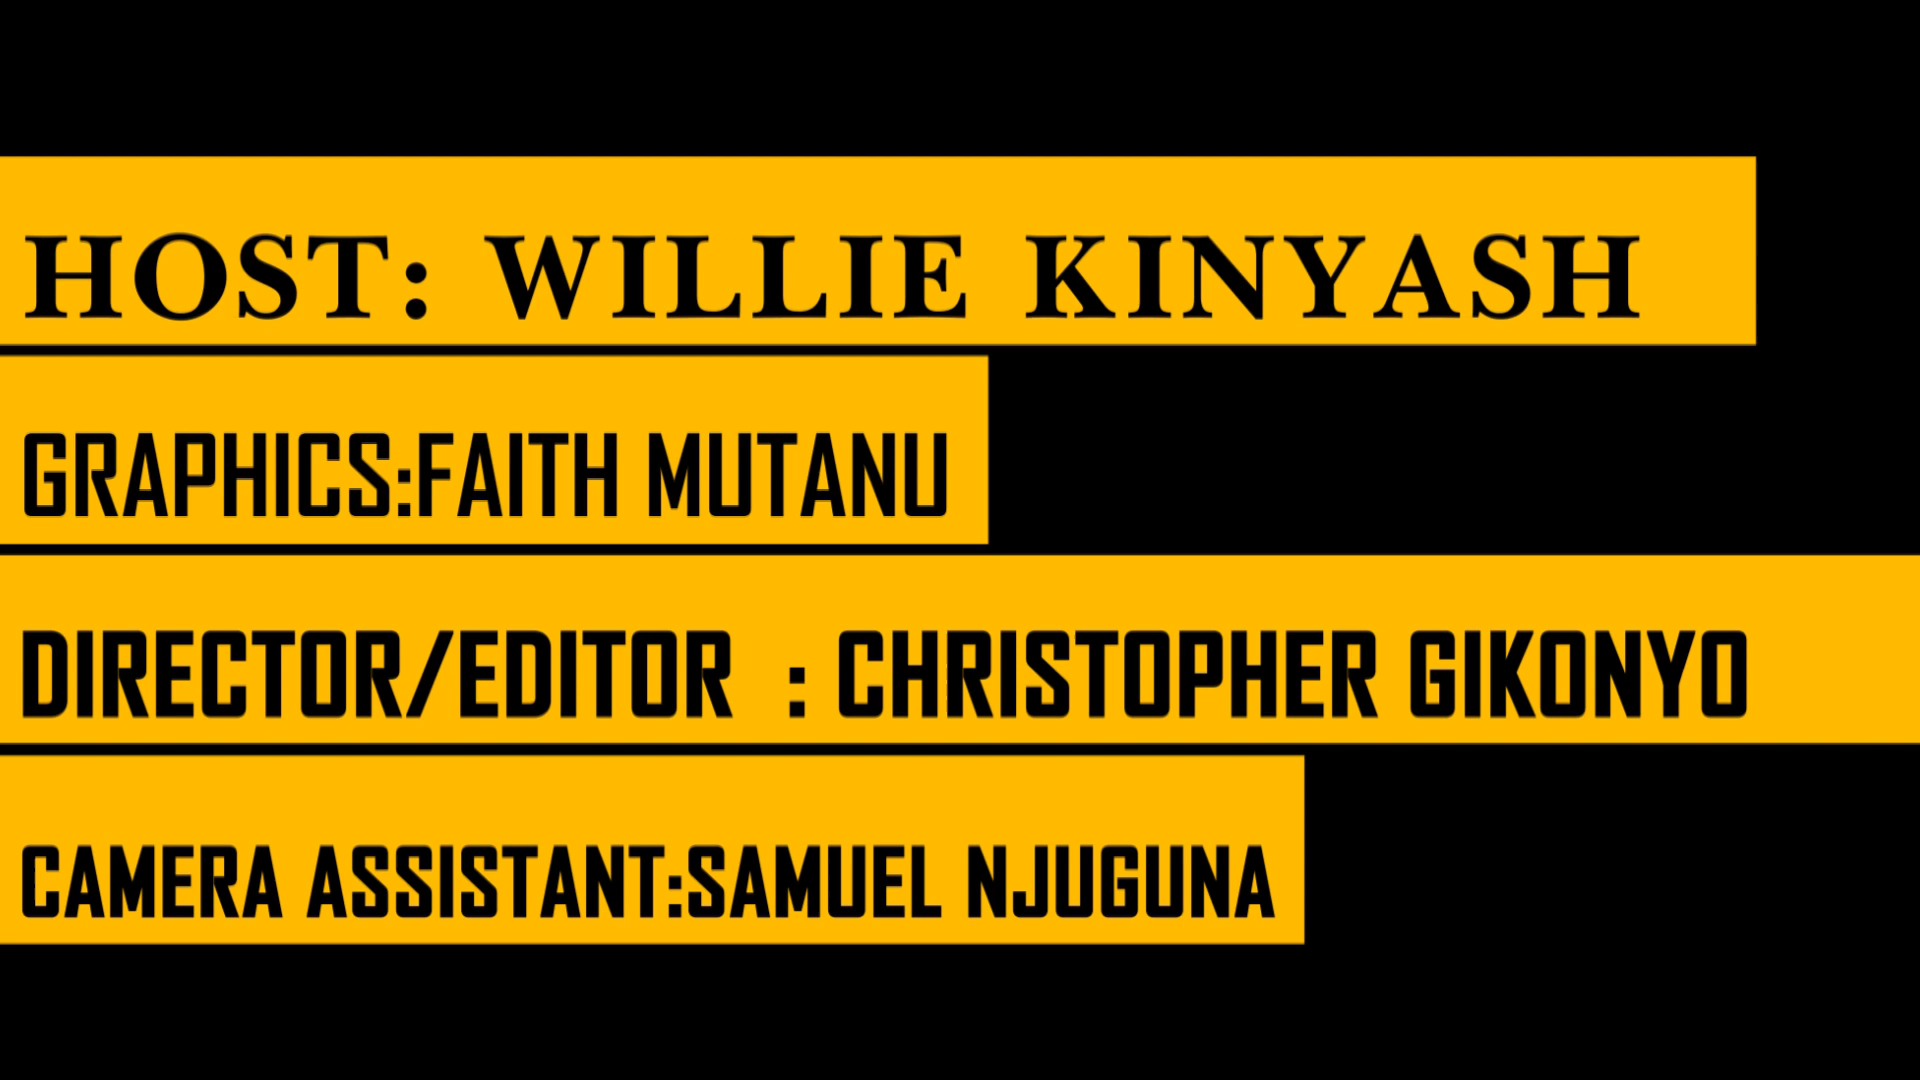 HOST: WILLIE KINYASH
GRAPHICS:FAITH MUTANU
DIRECTOR/EDITOR  : CHRISTOPHER GIKONYO
CAMERA ASSISTANT:SAMUEL NJUGUNA